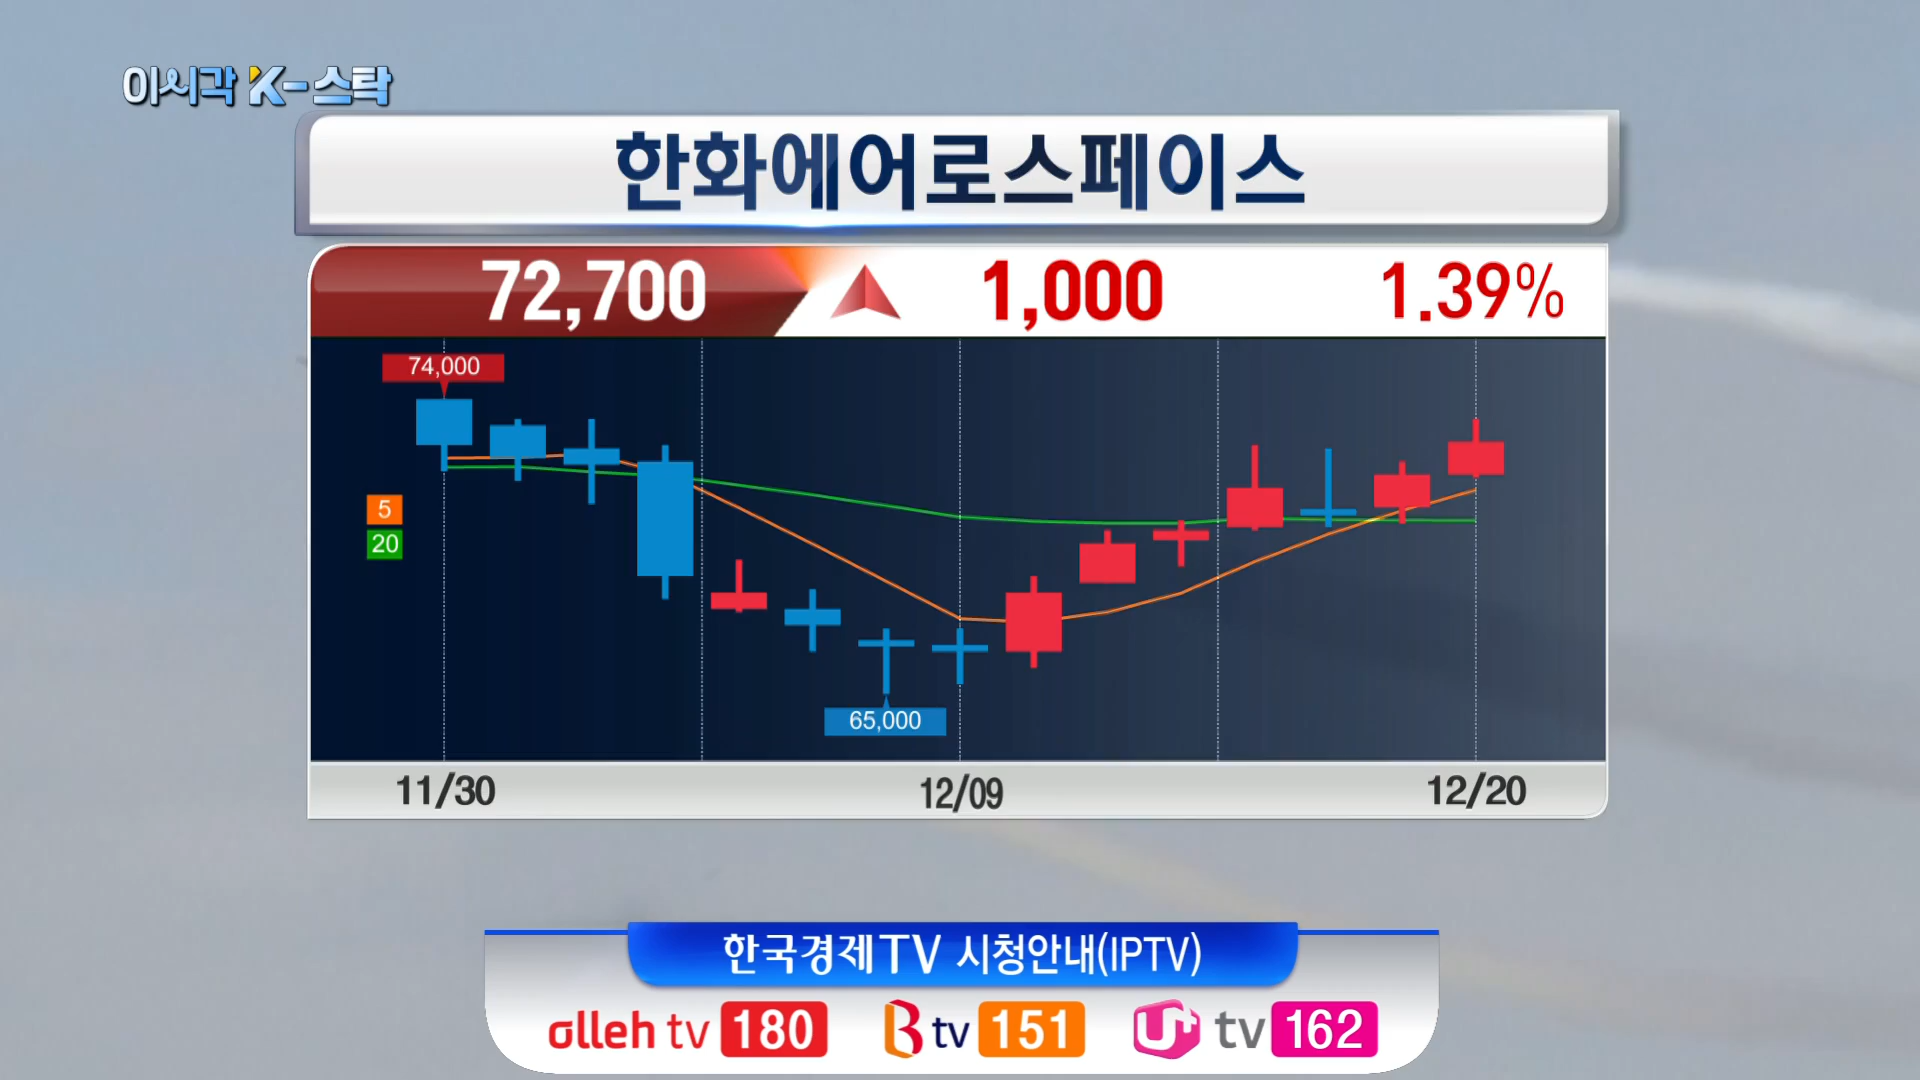 이시각 K-스탁
한화에어로스페이스
72,700 1,000 1.39%
74,000
5
20
65,000
11/30 12/09 12/20
한국경제TV 시청안내(IPTV)
olleh tv 180 B tv 151 U+ tv 162